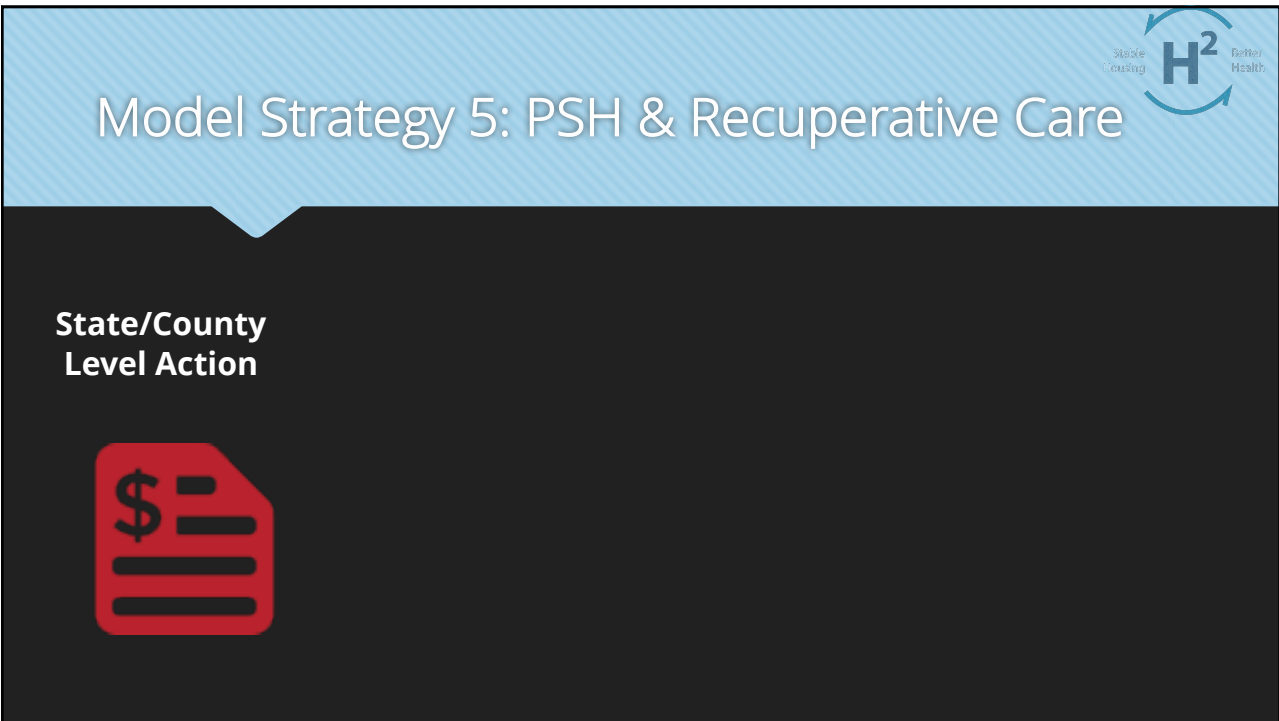 Stable
Housing
H2
Better
Health
Model Strategy 5: PSH & Recuperative Care
State/County
Level Action
$